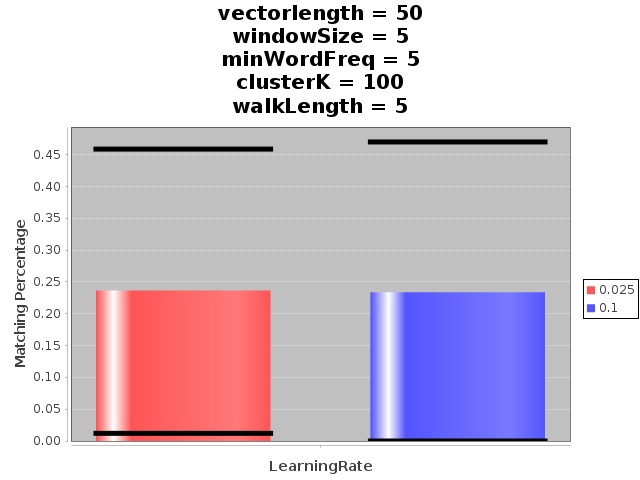 vectorlength = 50
windowSize = 5
minWordFreq = 5
clusterK = 100
walkLength = 5
0.45
0.40
0.35
0.30
0.25
0.20
0.15
0.10
0.05
0.00
Matching Percentage
LearningRate
0.025
0.1